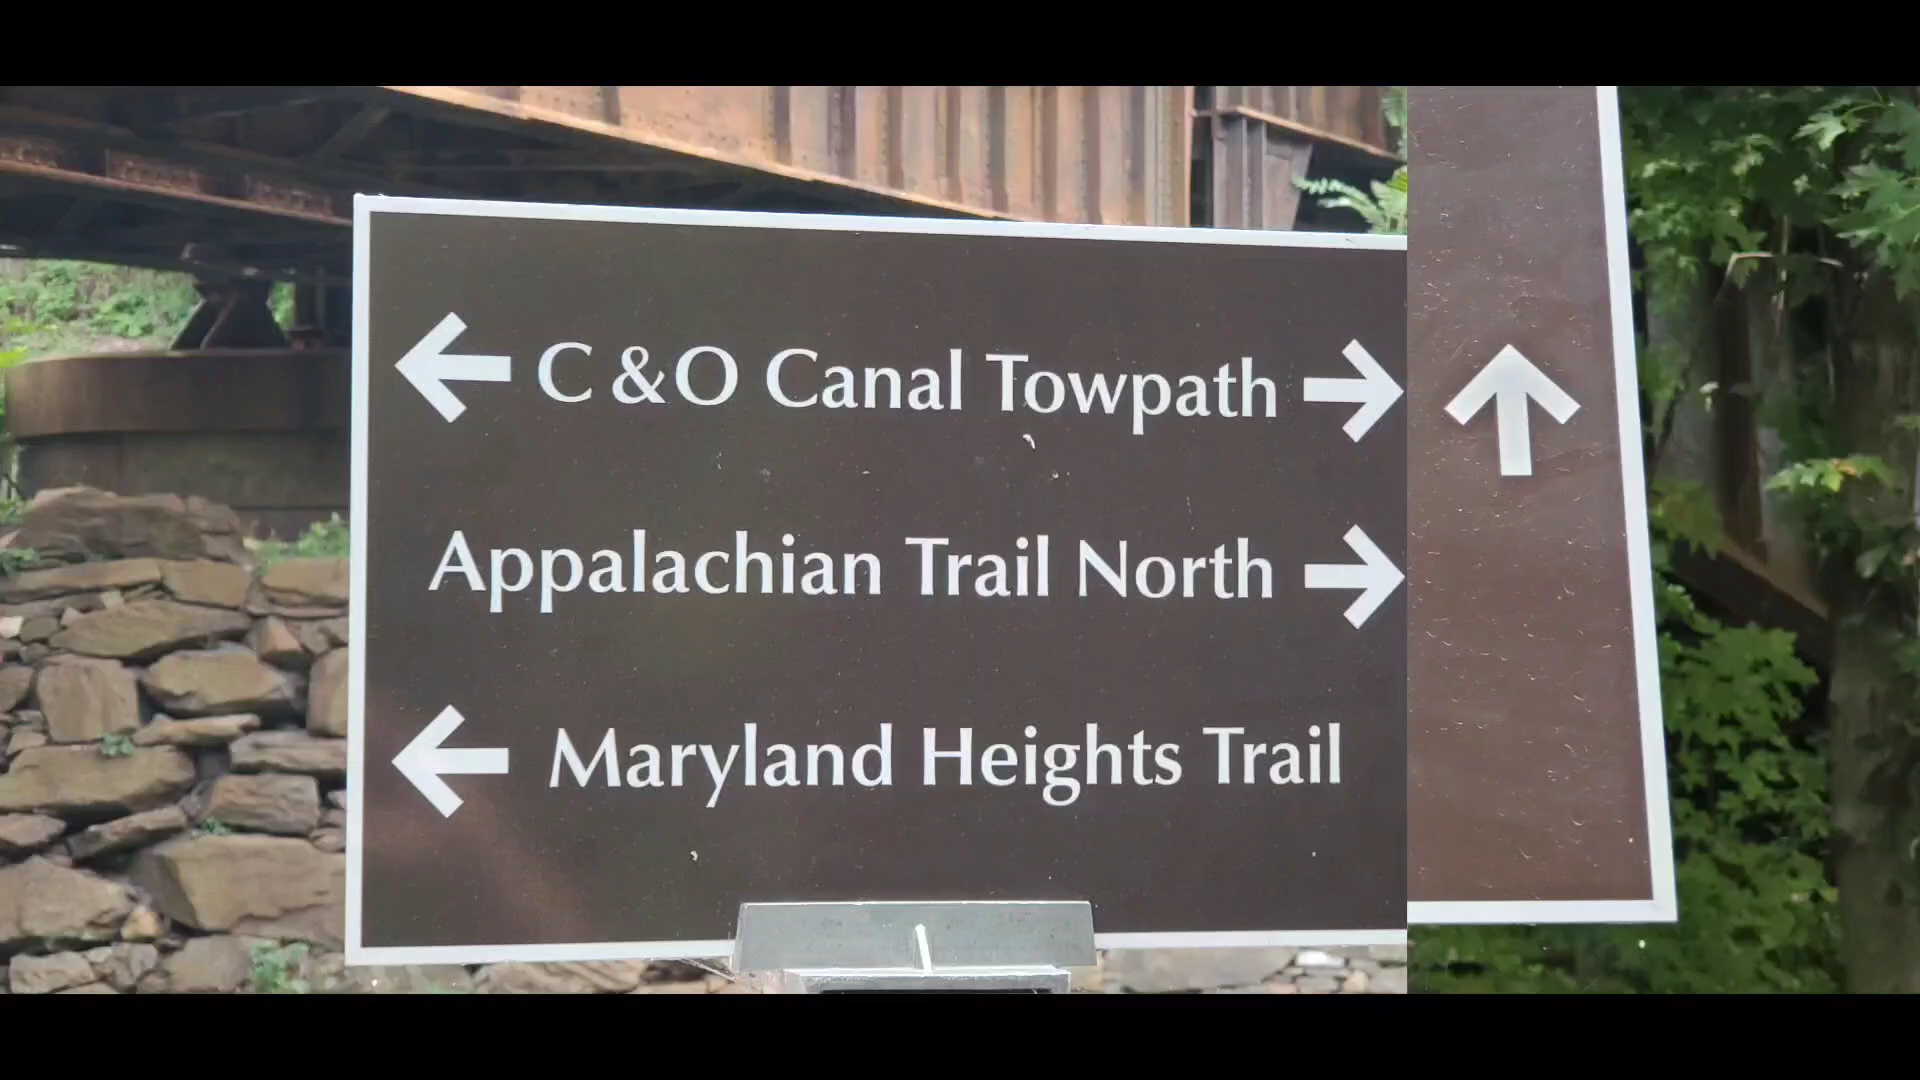 ← C & O Canal Towpath → ↑
Appalachian Trail North →
← Maryland Heights Trail